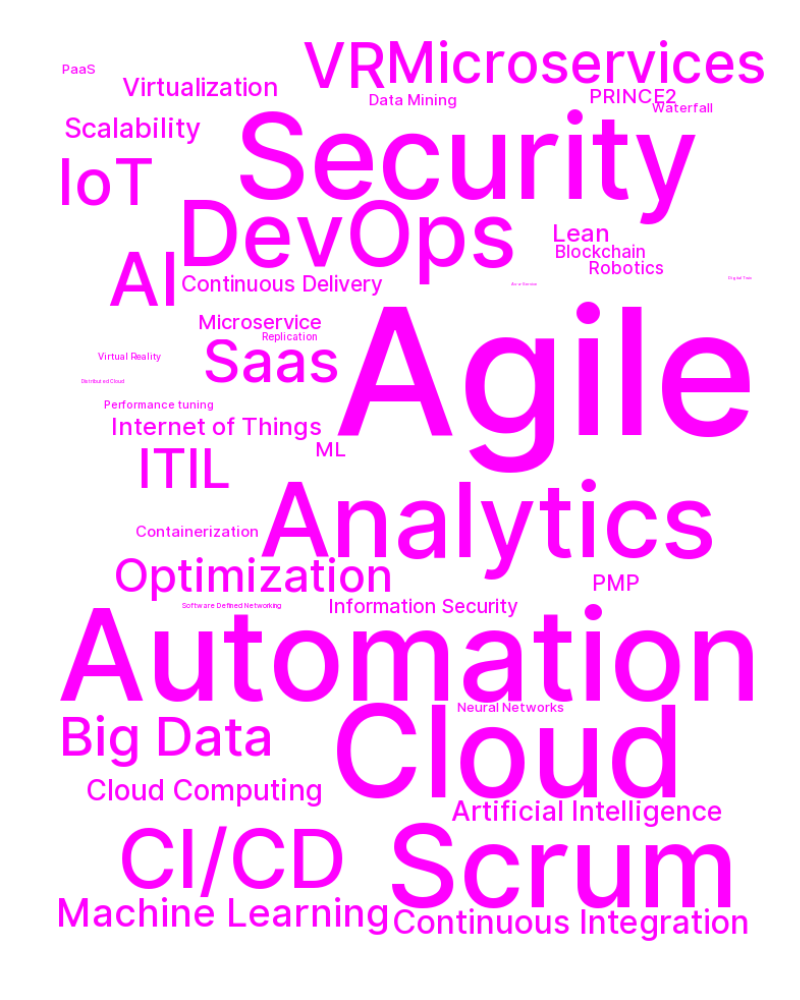 VR
Microservices
PaaS
Virtualization
Data Mining
PRINCE2
Waterfall
Scalability
Security
IoT
DevOps
Lean
Blockchain
Robotics
AI
Continuous Delivery
Microservice
Replication
Agile
Virtual Reality
Saas
Distributed Cloud
Performance tuning
Internet of Things
ML
ITIL
Analytics
Containerization
Optimization
PMP
Software Defined Networking
Information Security
Automation
Neural Networks
Cloud
Big Data
Cloud Computing
Artificial Intelligence
CI/CD
Scrum
Machine Learning
Continuous Integration